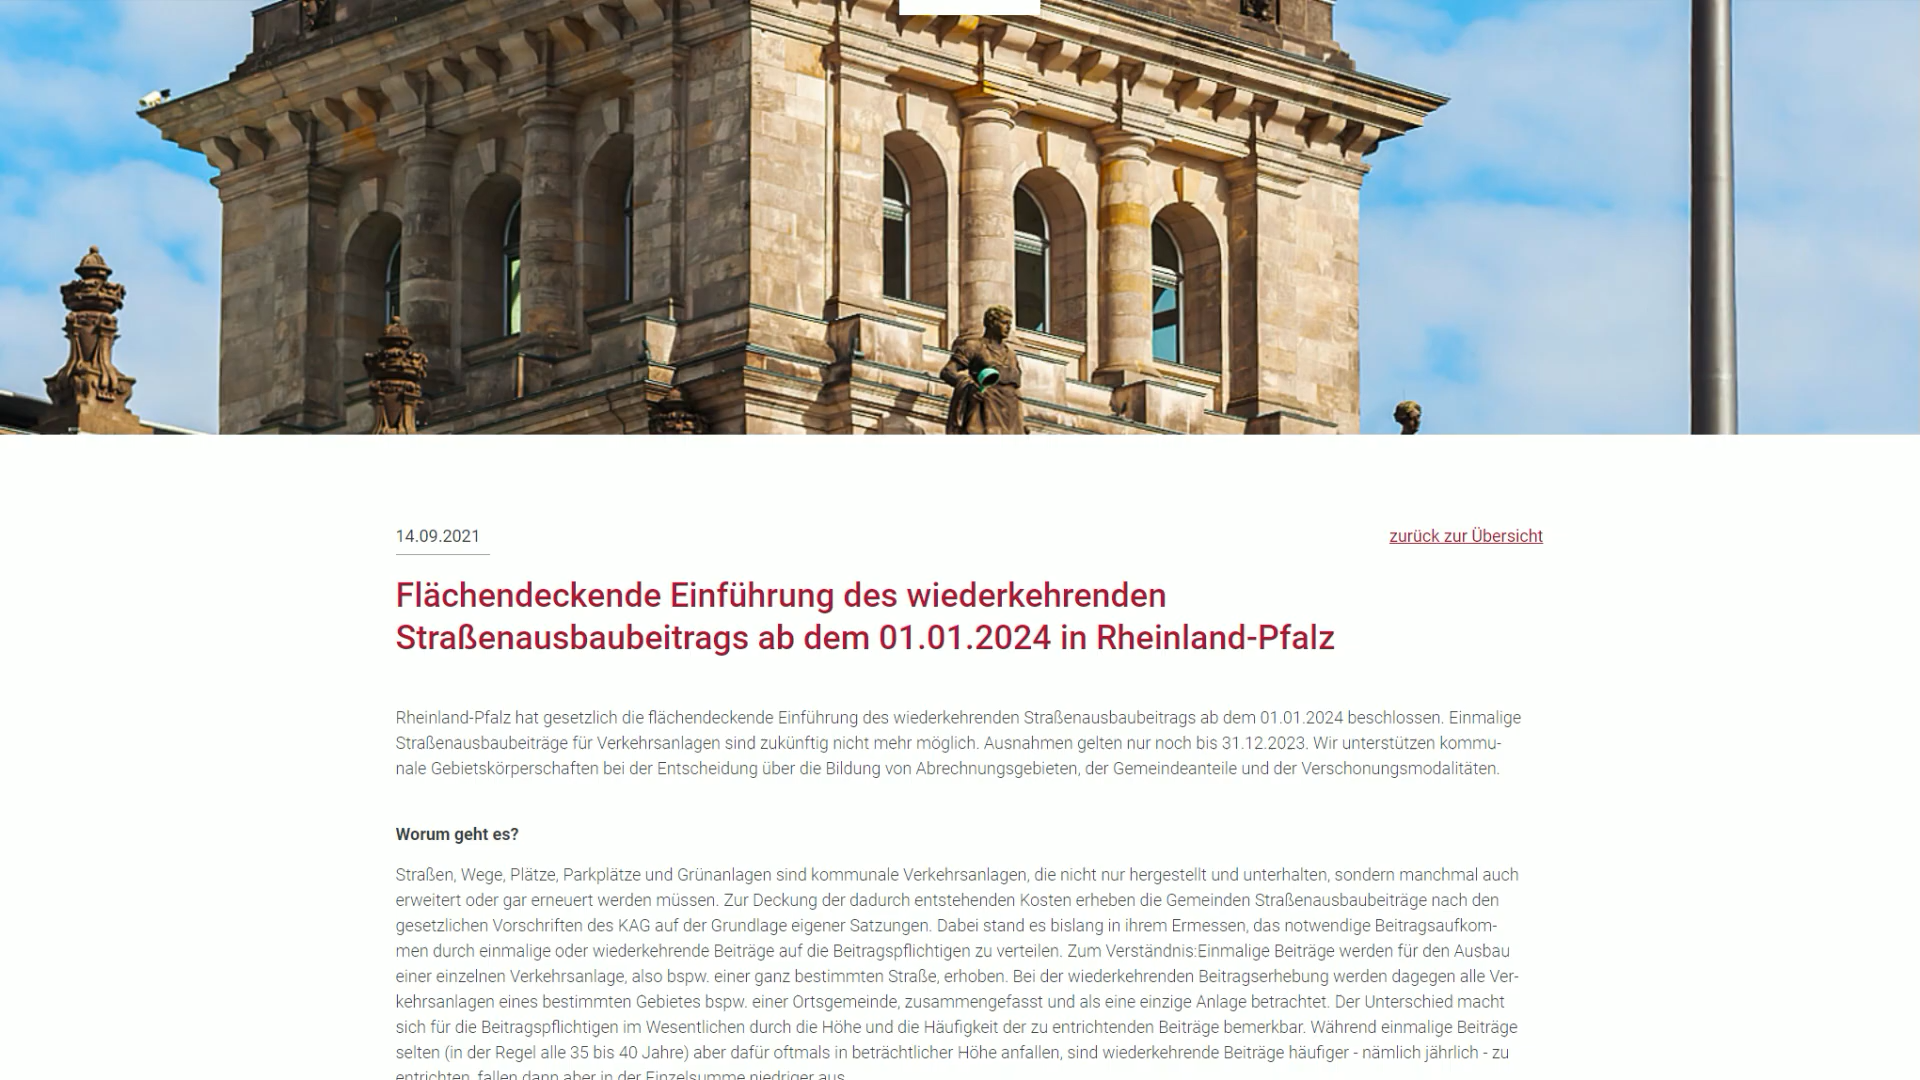 14.09.2021
zurück zur Übersicht
Flächendeckende Einführung des wiederkehrenden
Straßenausbaubeitrags ab dem 01.01.2024 in Rheinland-Pfalz
Rheinland-Pfalz hat gesetzlich die flächendeckende Einführung des wiederkehrenden Straßenausbaubeitrags ab dem 01.01.2024 beschlossen. Einmalige
Straßenausbaubeiträge für Verkehrsanlagen sind zukünftig nicht mehr möglich. Ausnahmen gelten nur noch bis 31.12.2023. Wir unterstützen kommu-
nale Gebietskörperschaften bei der Entscheidung über die Bildung von Abrechnungsgebieten, der Gemeindeanteile und der Verschonungsmodalitäten.
Worum geht es?
Straßen, Wege, Plätze, Parkplätze und Grünanlagen sind kommunale Verkehrsanlagen, die nicht nur hergestellt und unterhalten, sondern manchmal auch
erweitert oder gar erneuert werden müssen. Zur Deckung der dadurch entstehenden Kosten erheben die Gemeinden Straßenausbaubeiträge nach den
gesetzlichen Vorschriften des KAG auf der Grundlage eigener Satzungen. Dabei stand es bislang in ihrem Ermessen, das notwendige Beitragsaufkom-
men durch einmalige oder wiederkehrende Beiträge auf die Beitragspflichtigen zu verteilen. Zum Verständnis:Einmalige Beiträge werden für den Ausbau
einer einzelnen Verkehrsanlage, also bspw. einer ganz bestimmten Straße, erhoben. Bei der wiederkehrenden Beitragserhebung werden dagegen alle Ver-
kehrsanlagen eines bestimmten Gebietes bspw. einer Ortsgemeinde, zusammengefasst und als eine einzige Anlage betrachtet. Der Unterschied macht
sich für die Beitragspflichtigen im Wesentlichen durch die Höhe und die Häufigkeit der zu entrichtenden Beiträge bemerkbar. Während einmalige Beiträge
selten (in der Regel alle 35 bis 40 Jahre) aber dafür oftmals in beträchtlicher Höhe anfallen, sind wiederkehrende Beiträge häufiger - nämlich jährlich - zu
entrichten, fallen dann aber in der Einzelsumme niedriger aus.